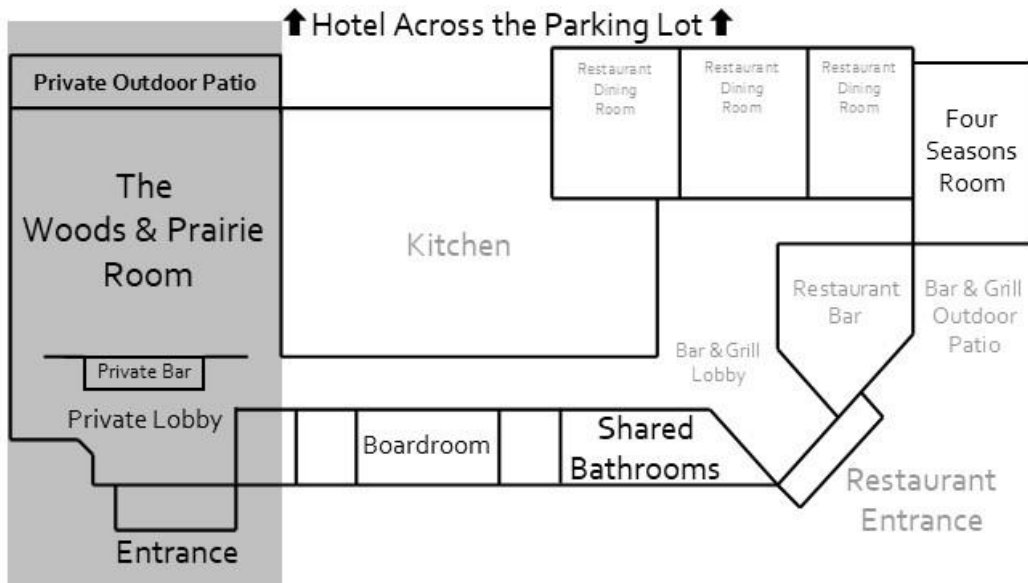 ⬆Hotel Across the Parking Lot⬆
Private Outdoor Patio
Restaurant
Dining
Room
Restaurant
Dining
Room
Restaurant
Dining
Room
Four
Seasons
Room
The
Woods & Prairie
Room
Kitchen
Restaurant
Bar
Bar & Grill
Outdoor
Patio
Bar & Grill
Lobby
Private Bar
Private Lobby
Boardroom
Shared
Bathrooms
Restaurant
Entrance
Entrance